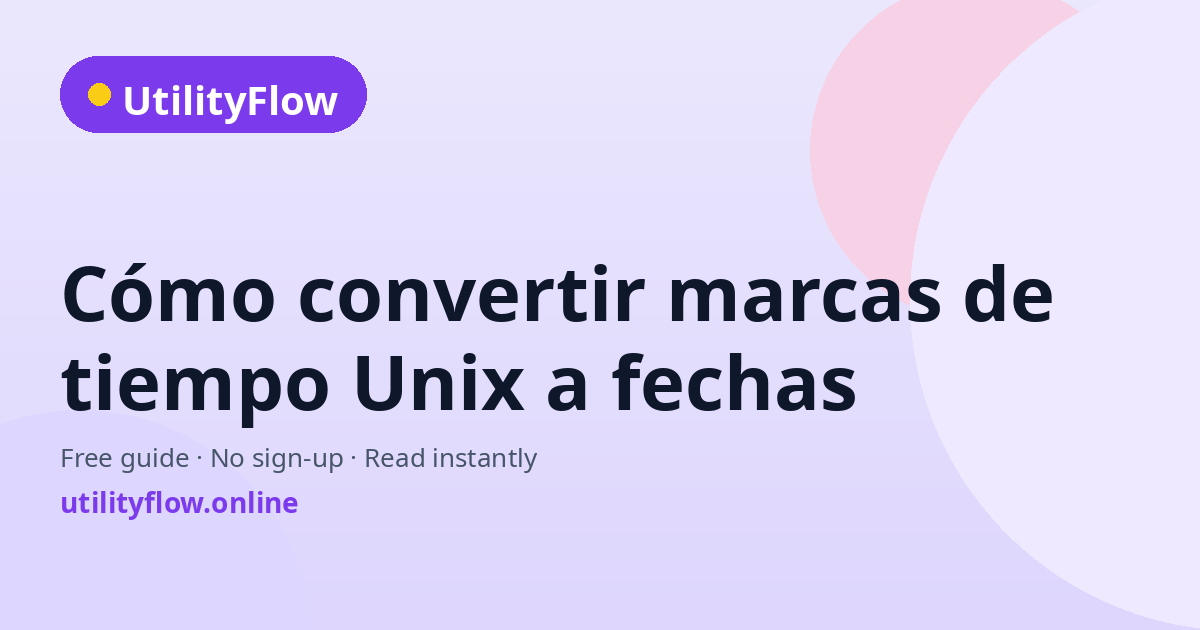 UtilityFlow
Cómo convertir marcas de
tiempo Unix a fechas
Free guide · No sign-up · Read instantly
utilityflow.online